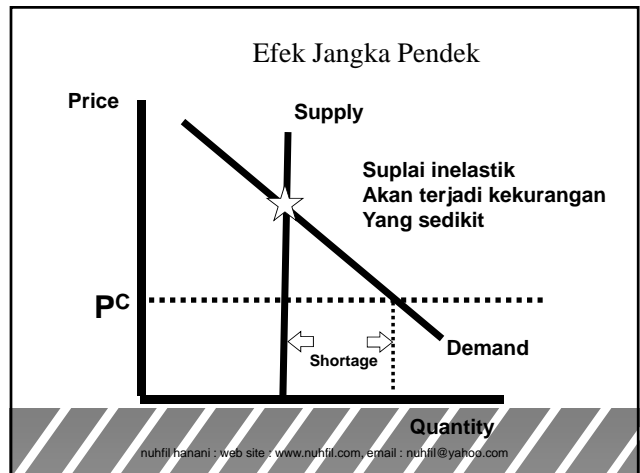 Efek Jangka Pendek
Price
Supply
Suplai inelastik
Akan terjadi kekurangan
Yang sedikit
PC
Shortage
Demand
Quantity
nuhfil hanani : web site : www.nuhfil.com, email : nuhfil@yahoo.com